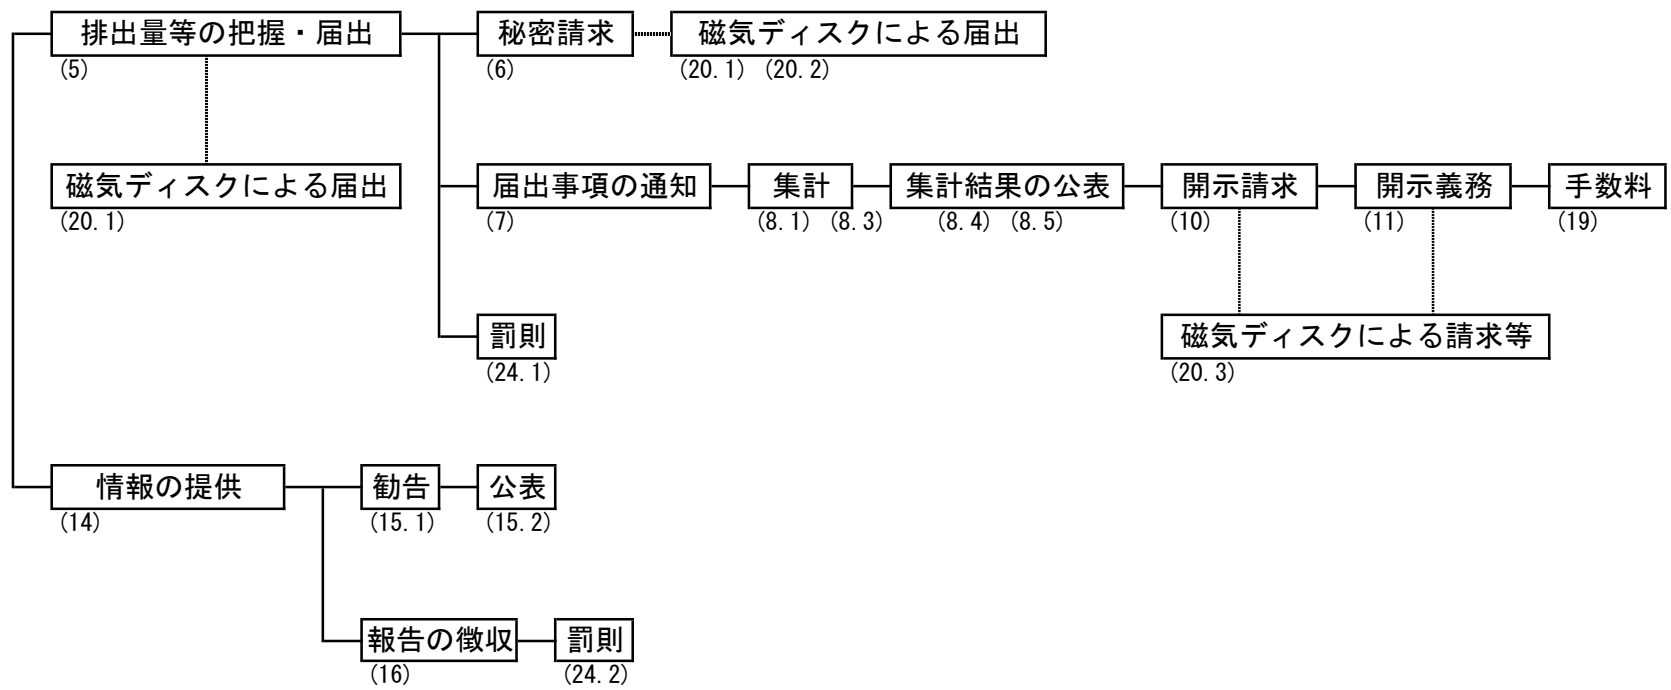 排出量等の把握・届出
(5)
秘密請求
(6)
磁気ディスクによる届出
(20.1) (20.2)
磁気ディスクによる届出
(20.1)
届出事項の通知
(7)
集計
(8.1) (8.3)
集計結果の公表
(8.4) (8.5)
開示請求
(10)
開示義務
(11)
手数料
(19)
罰則
(24.1)
磁気ディスクによる請求等
(20.3)
情報の提供
(14)
勧告
(15.1)
公表
(15.2)
報告の徴収
(16)
罰則
(24.2)